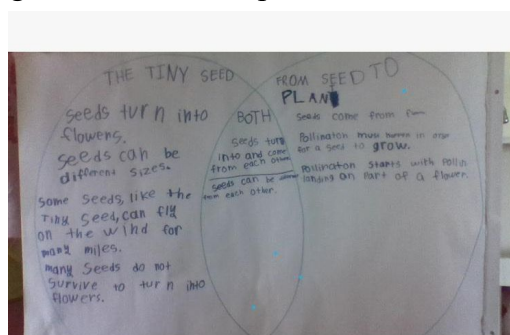 THE TINY SEED
seeds turn into
flowers.
seeds can be
different sizes.
some seeds, like the
Tiny seed, can fly
on the wind for
many miles.
many seeds do not
survive to turn into
flowers.
BOTH
seeds turn
into and come
from each other
seeds can be
from each other.
FROM SEED TO
PLANT
seeds come from
Pollination must happen in
for a seed to grow.
Pollination starts with
landing on Part of a flower.